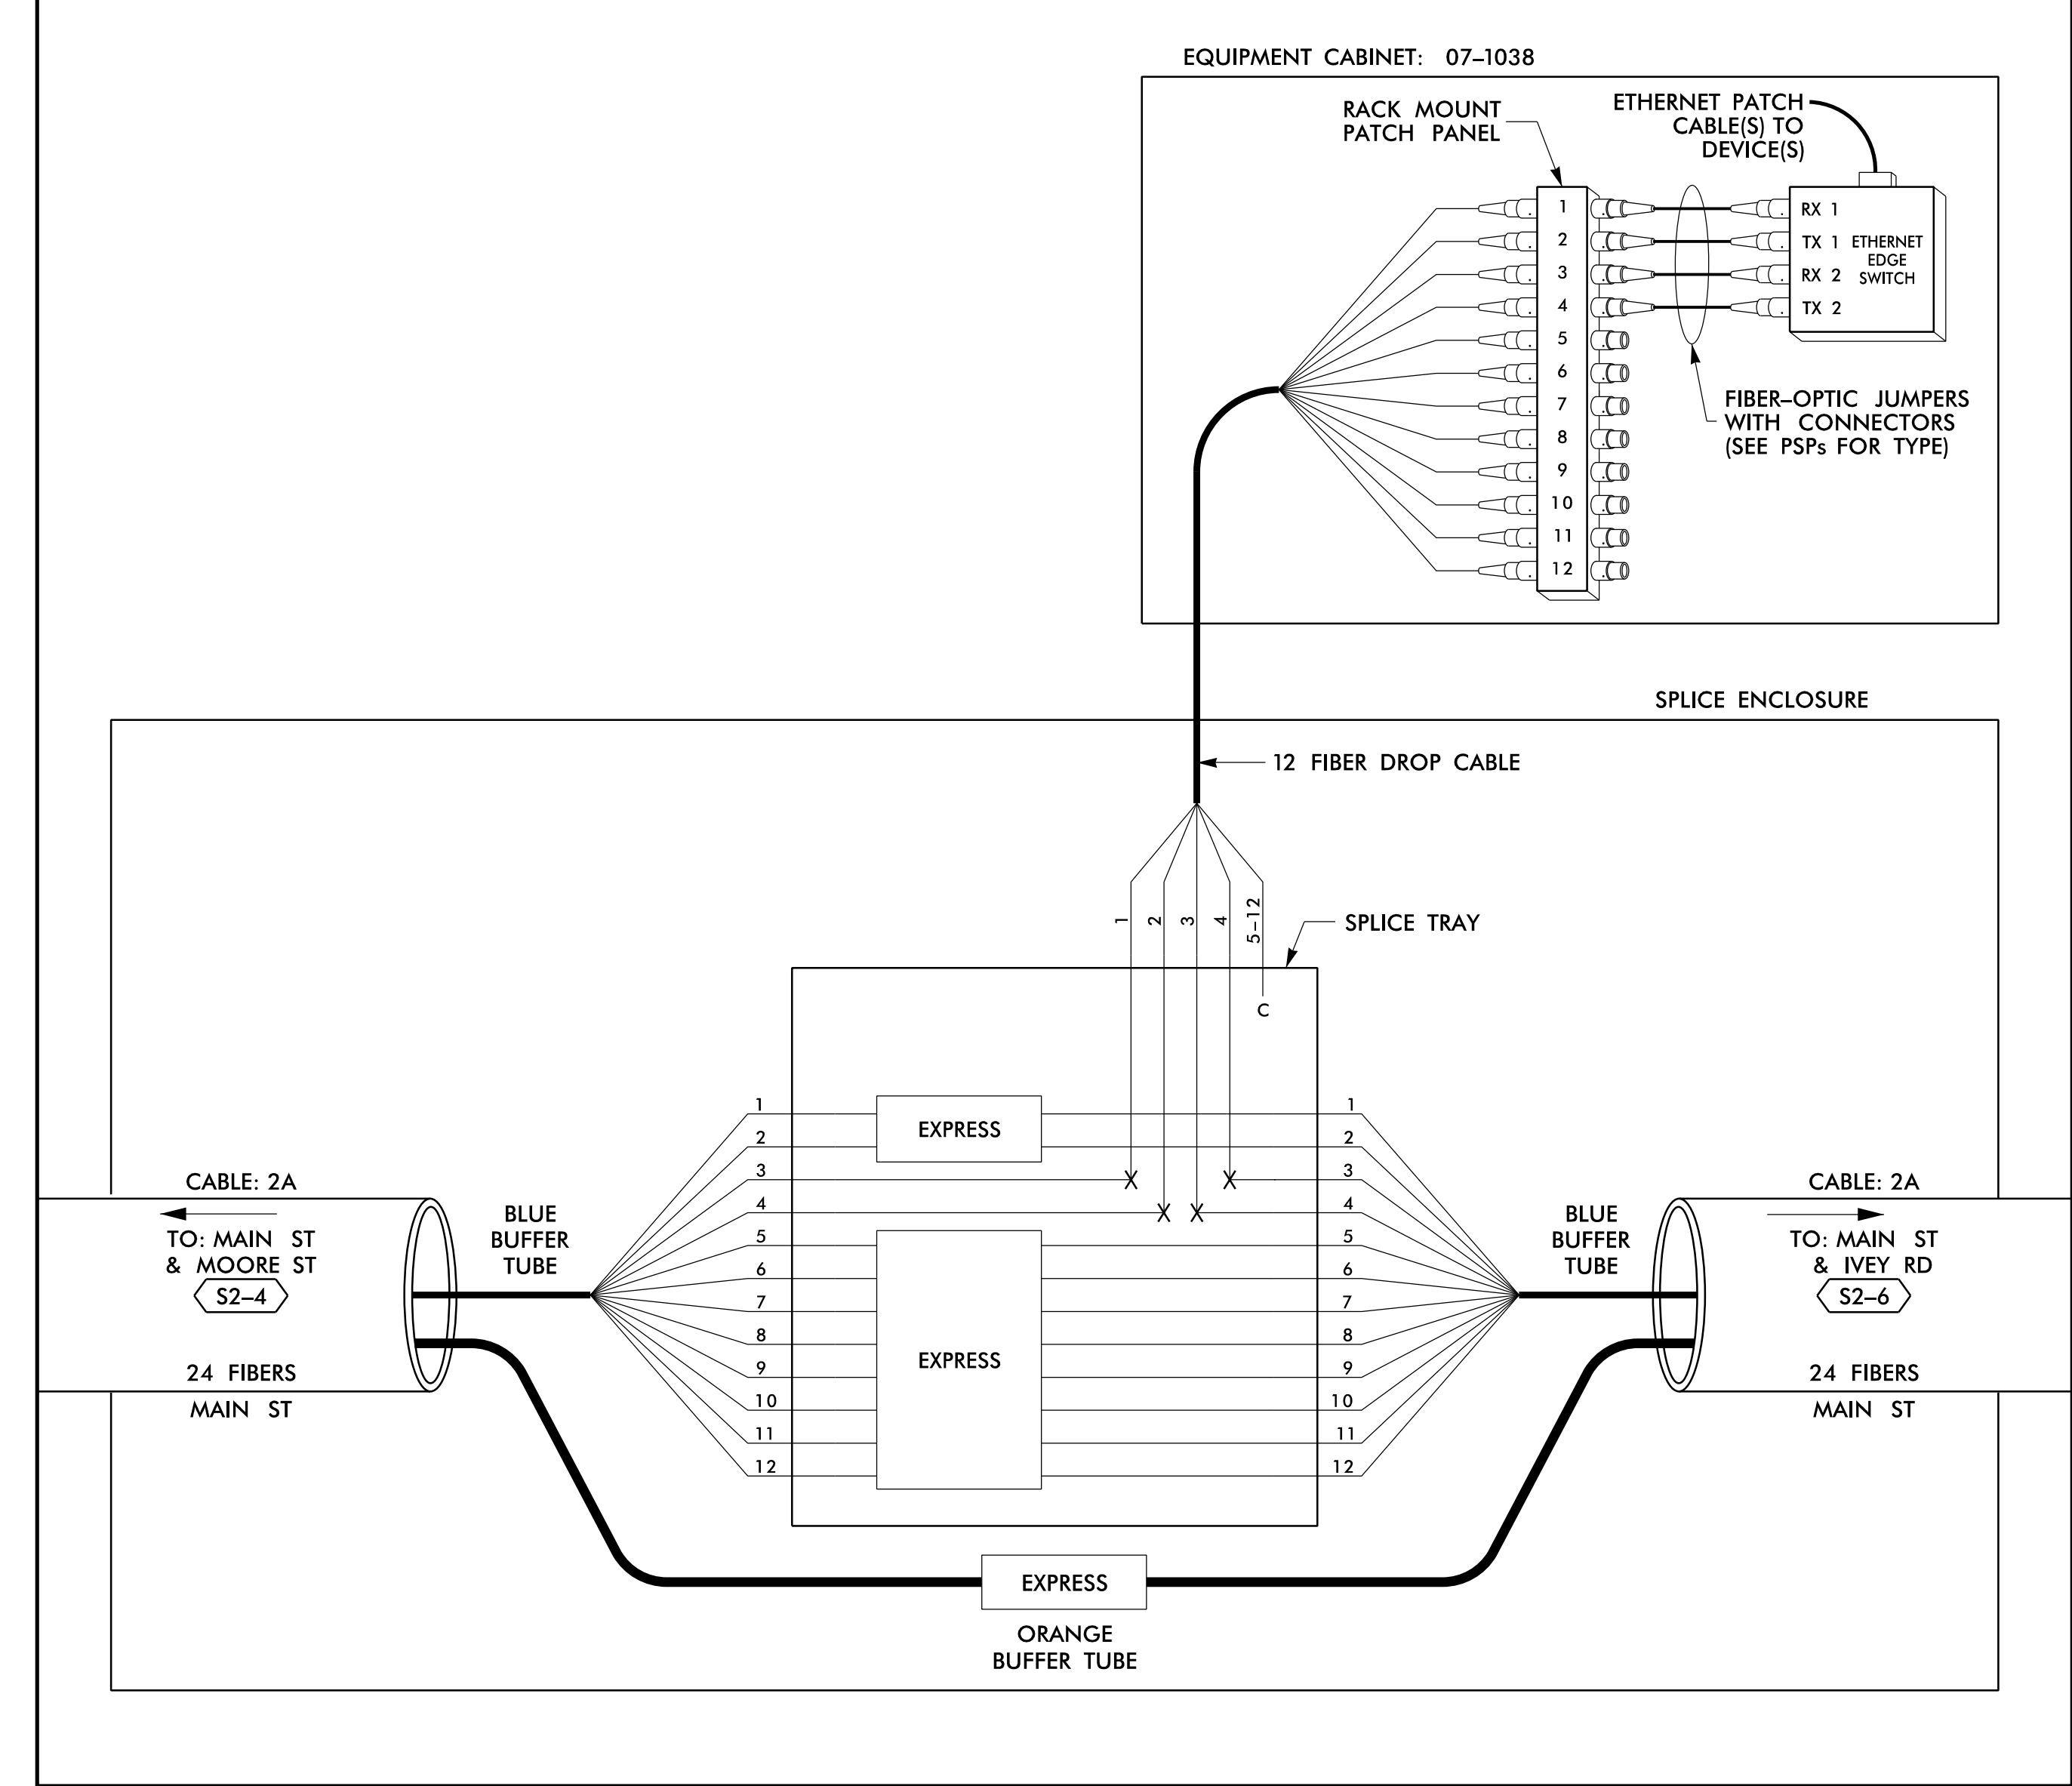 EQUIPMENT CABINET: 07–1038
RACK MOUNT
PATCH PANEL
ETHERNET PATCH
CABLE(S) TO
DEVICE(S)
1
2
3
4
5
6
7
8
9
10
11
12
RX 1
TX 1
RX 2
TX 2
ETHERNET
EDGE
SWITCH
FIBER–OPTIC JUMPERS
WITH CONNECTORS
(SEE PSPs FOR TYPE)
SPLICE ENCLOSURE
12 FIBER DROP CABLE
1
2
3
4
5–12
SPLICE TRAY
C
CABLE: 2A
TO: MAIN ST
& MOORE ST
S2–4
24 FIBERS
MAIN ST
BLUE
BUFFER
TUBE
1
2
3
4
5
6
7
8
9
10
11
12
EXPRESS
EXPRESS
1
2
3
4
5
6
7
8
9
10
11
12
BLUE
BUFFER
TUBE
CABLE: 2A
TO: MAIN ST
& IVEY RD
S2–6
24 FIBERS
MAIN ST
EXPRESS
ORANGE
BUFFER TUBE